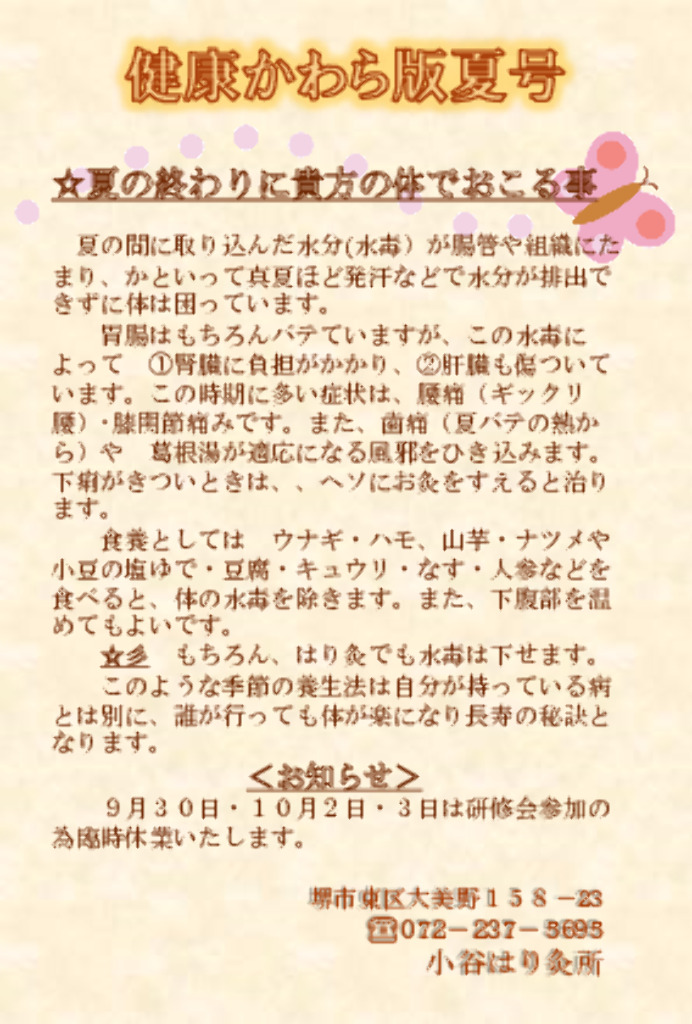 健康かわら版夏号
☆夏の終わりに貴方の体でおこる事
夏の間に取り込んだ水分(水毒）が腸管や組織にた
まり、かといって真夏ほど発汗などで水分が排出で
きずに体は困っています。
胃腸はもちろんバテていますが、この水毒に
よって　①腎臓に負担がかかり、②肝臓も傷ついて
います。この時期に多い症状は、腰痛（ギックリ
腰）・膝関節痛みです。また、歯痛（夏バテの熱か
ら）や　葛根湯が適応になる風邪をひき込みます。
下痢がきついときは、、ヘソにお灸をすえると治り
ます。
食養としては　ウナギ・ハモ、山芋・ナツメや
小豆の塩ゆで・豆腐・キュウリ・なす・人参などを
食べると、体の水毒を除きます。また、下腹部を温
めてもよいです。
☆彡　もちろん、はり灸でも水毒は下せます。
このような季節の養生法は自分が持っている病
とは別に、誰が行っても体が楽になり長寿の秘訣と
なります。
＜お知らせ＞
９月３０日・１０月２日・３日は研修会参加の
為臨時休業いたします。
堺市東区大美野１５８－23
☎072－237－5695
小谷はり灸所